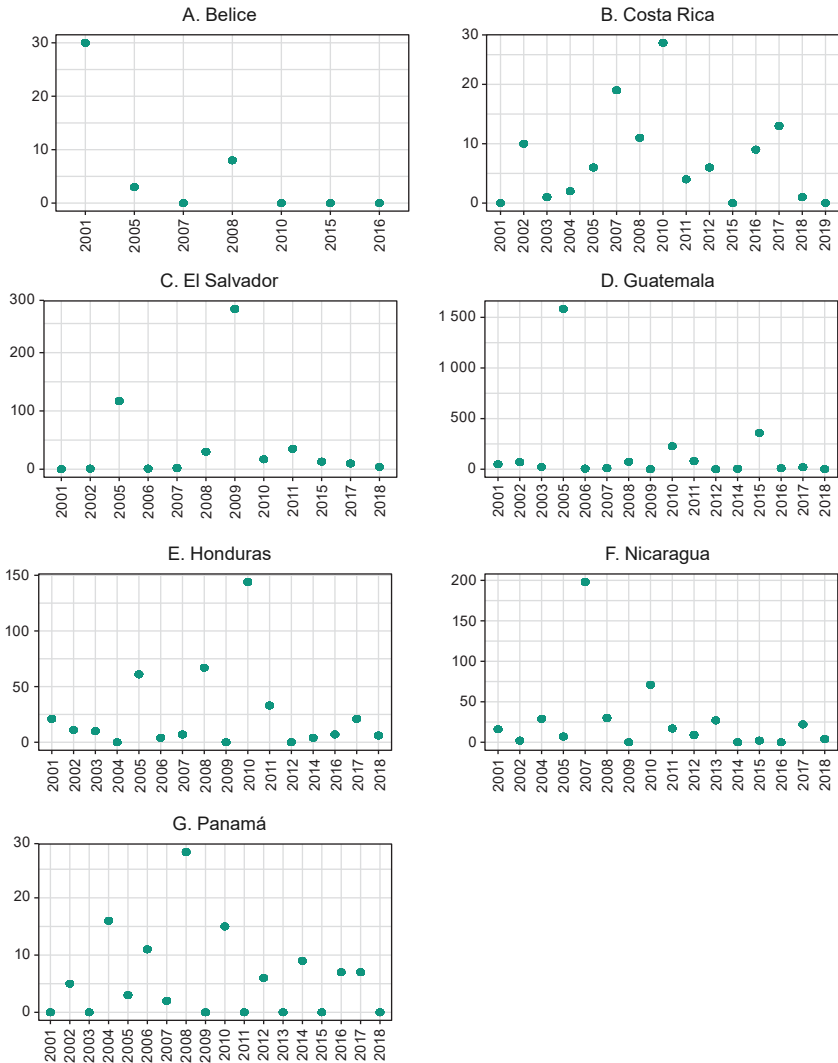 A. Belice
30
20
10
0
2001 2005 2007 2008 2010 2015 2016
B. Costa Rica
30
20
10
0
2001 2002 2003 2004 2005 2007 2008 2010 2011 2012 2015 2016 2017 2018 2019
C. El Salvador
300
200
100
0
2001 2002 2005 2006 2007 2008 2009 2010 2011 2015 2017 2018
D. Guatemala
1 500
1 000
500
0
2001 2002 2003 2005 2006 2007 2008 2009 2010 2011 2012 2014 2015 2016 2017 2018
E. Honduras
150
100
50
0
2001 2002 2003 2004 2005 2006 2007 2008 2009 2010 2011 2012 2014 2016 2017 2018
F. Nicaragua
200
150
100
50
0
2001 2002 2004 2005 2007 2008 2009 2010 2011 2012 2013 2014 2015 2016 2017 2018
G. Panamá
30
20
10
0
2001 2002 2003 2004 2005 2006 2007 2008 2009 2010 2011 2012 2013 2014 2015 2016 2017 2018